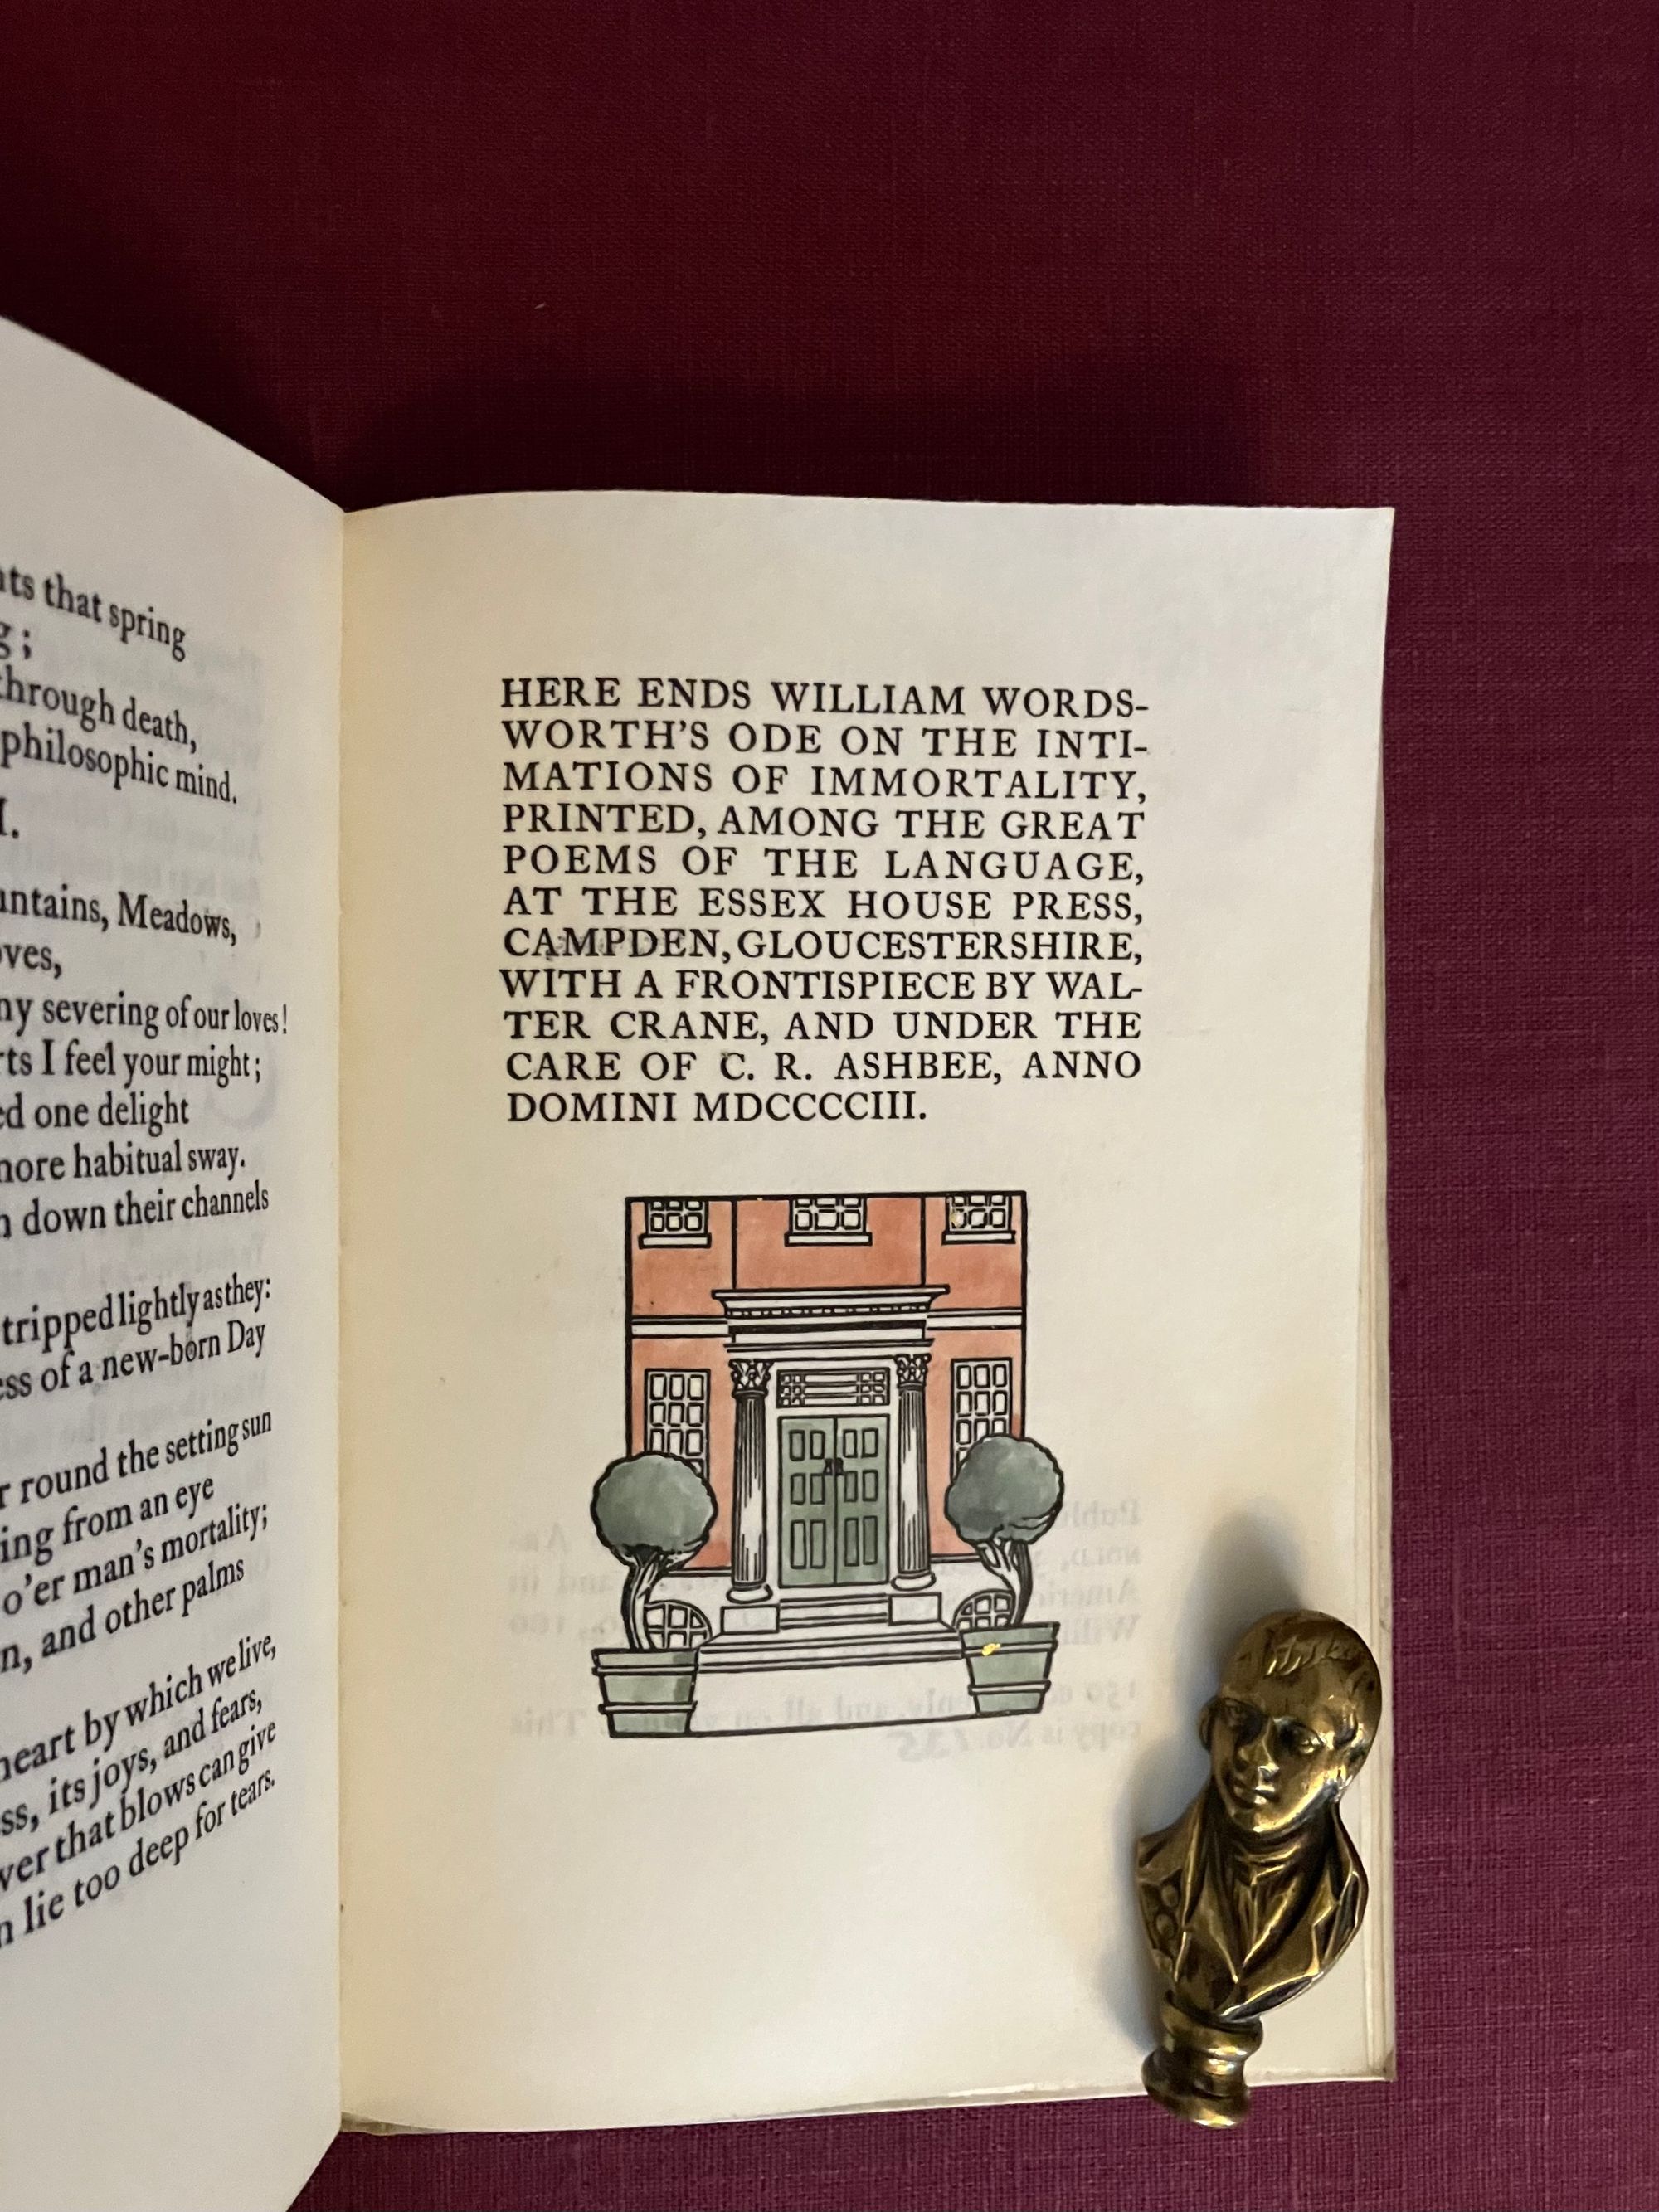 nts that spring
g;
through death,
philosophic mind.
I.
untains, Meadows,
oves,
ny severing of our loves!
rts I feel your might;
ed one delight
more habitual sway.
n down their channels
tripped lightly as they:
ess of a new-born Day
r round the setting sun
ing from an eye
o'er man's mortality;
n, and other palms
heart by which we live,
ss, its joys, and fears,
wer that blows can give
n lie too deep for tears.
HERE ENDS WILLIAM WORDS-
WORTH'S ODE ON THE INTI-
MATIONS OF IMMORTALITY,
PRINTED, AMONG THE GREAT
POEMS OF THE LANGUAGE,
AT THE ESSEX HOUSE PRESS,
CAMPDEN, GLOUCESTERSHIRE,
WITH A FRONTISPIECE BY WAL-
TER CRANE, AND UNDER THE
CARE OF C. R. ASHBEE, ANNO
DOMINI MDCCCCIII.